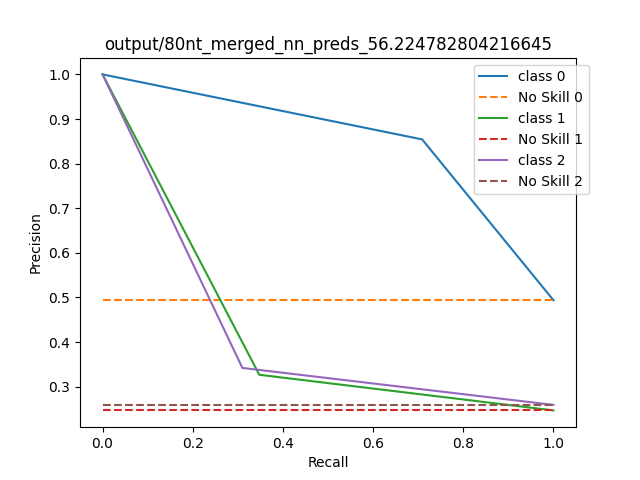 output/80nt_merged_nn_preds_56.224782804216645
1.0
0.9
0.8
0.7
0.6
0.5
0.4
0.3
Precision
class 0
No Skill 0
class 1
No Skill 1
class 2
No Skill 2
0.0 0.2 0.4 0.6 0.8 1.0
Recall